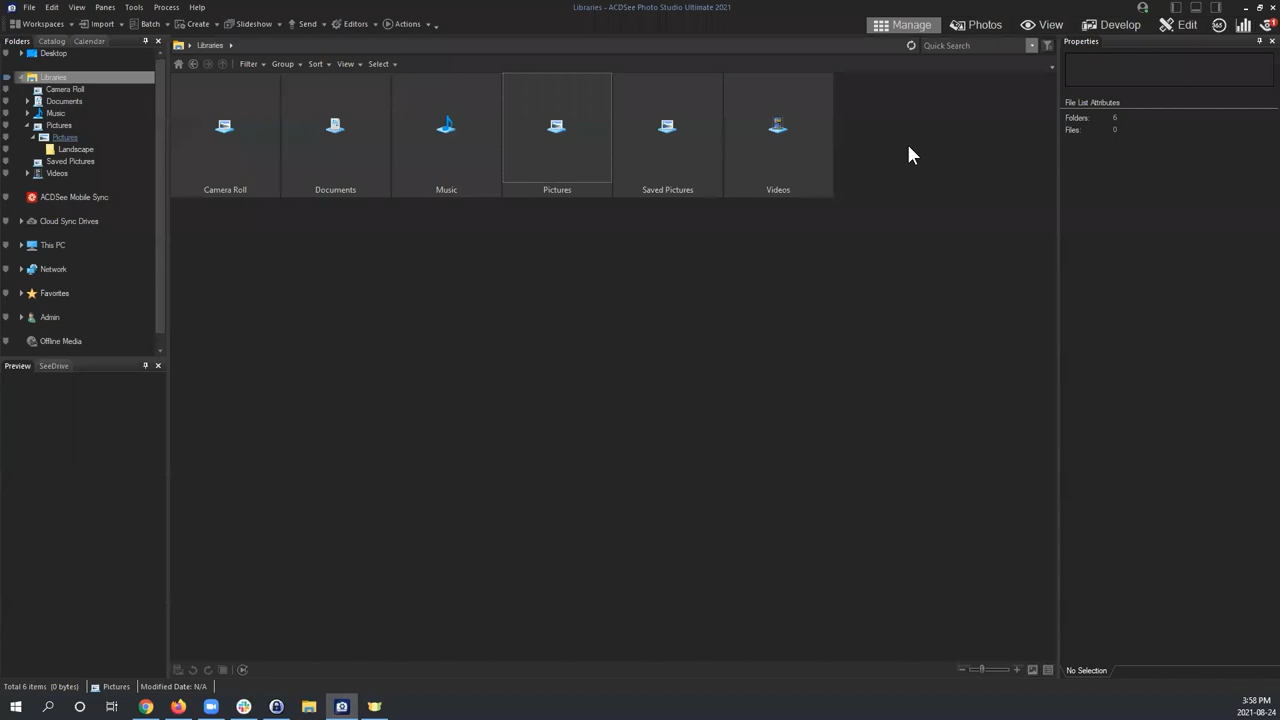 File Edit View Panes Tools Process Help
Libraries - ACDSee Photo Studio Ultimate 2021
Workspaces Import Batch Create Slideshow Send Editors Actions
Manage Photos View Develop Edit 365
Folders Catalog Calendar
Libraries
Quick Search
Properties
Desktop
Libraries
Camera Roll
Documents
Music
Pictures
Pictures
Landscape
Saved Pictures
Videos
ACDSee Mobile Sync
Cloud Sync Drives
This PC
Network
Favorites
Admin
Offline Media
Filter Group Sort View Select
Camera Roll Documents Music Pictures Saved Pictures Videos
File List Attributes
Folders: 6
Files: 0
Preview SeeDrive
No Selection
Total 6 items (0 bytes) Pictures Modified Date: N/A
3:58 PM
2021-08-24